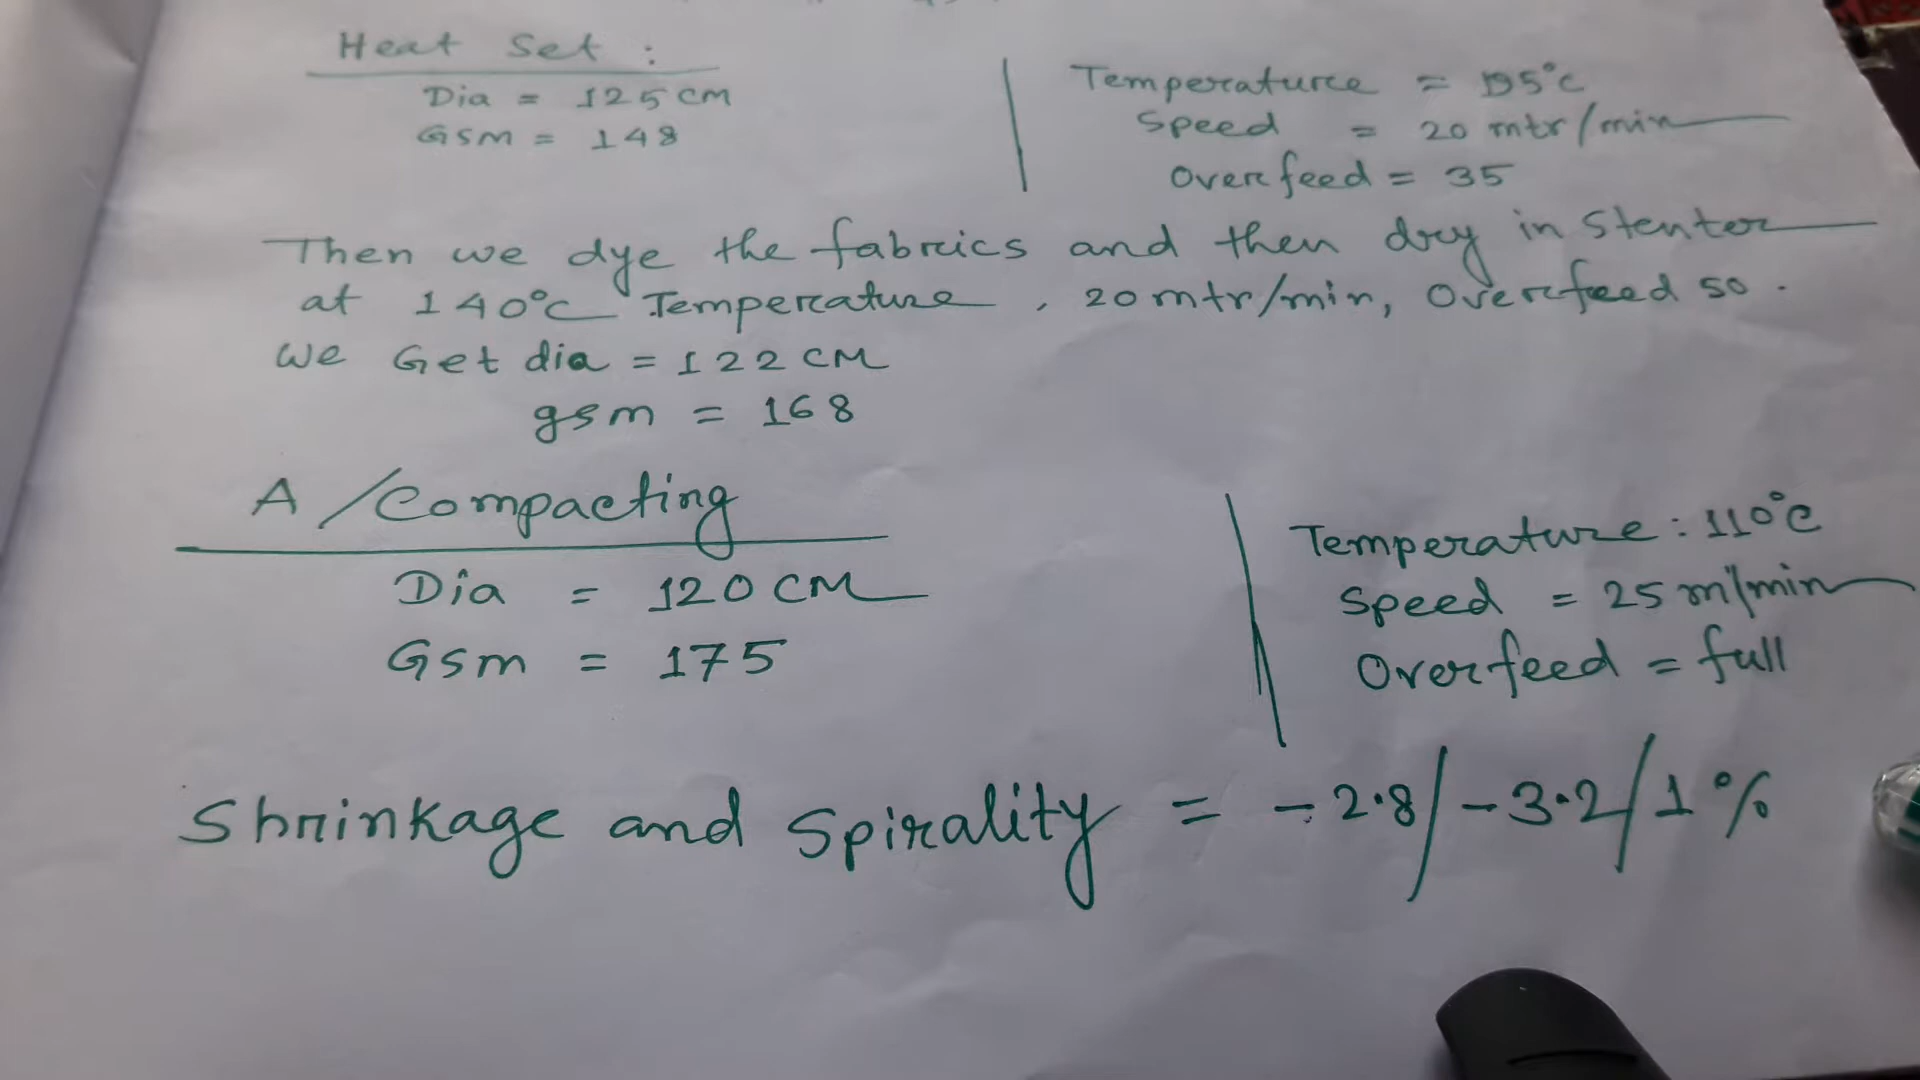 Heat Set :
Dia = 125 CM
GSM = 148
Temperature = 195°C
Speed = 20 mtr/min
Overfeed = 35
Then we dye the fabrics and then dry in Stenter
at 140°C Temperature, 20 mtr/min, Overfeed 50.
We Get dia = 122 CM
gsm = 168
A/Compacting
Dia = 120 CM
Gsm = 175
Temperature : 110°C
Speed = 25 m/min
Overfeed = full
Shrinkage and Spirality = -2.8/-3.2/1%